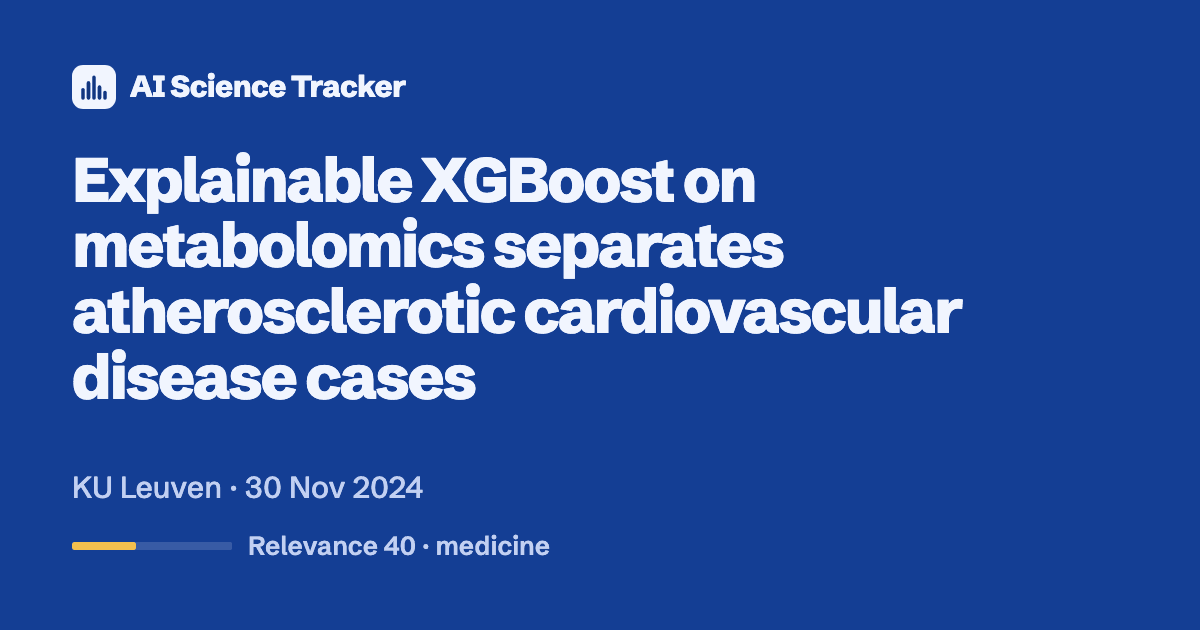 AI Science Tracker
Explainable XGBoost on
metabolomics separates
atherosclerotic cardiovascular
disease cases
KU Leuven · 30 Nov 2024
Relevance 40 · medicine